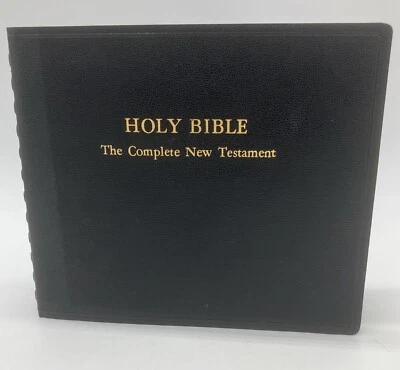 HOLY BIBLE
The Complete New Testament